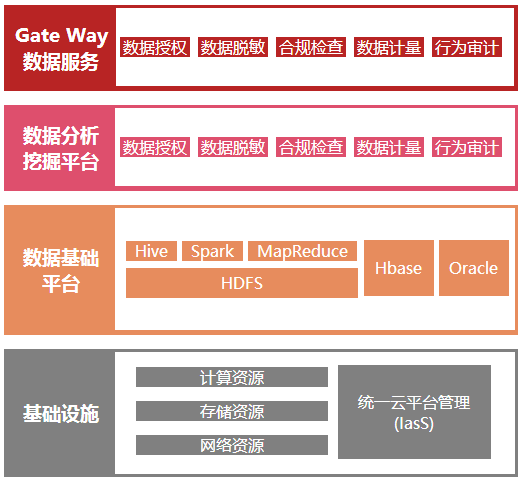 Gate Way
数据服务
数据授权 数据脱敏 合规检查 数据计量 行为审计
数据分析
挖掘平台
数据授权 数据脱敏 合规检查 数据计量 行为审计
数据基础
平台
Hive Spark MapReduce
HDFS
Hbase Oracle
基础设施
计算资源
存储资源
网络资源
统一云平台管理
(IasS)